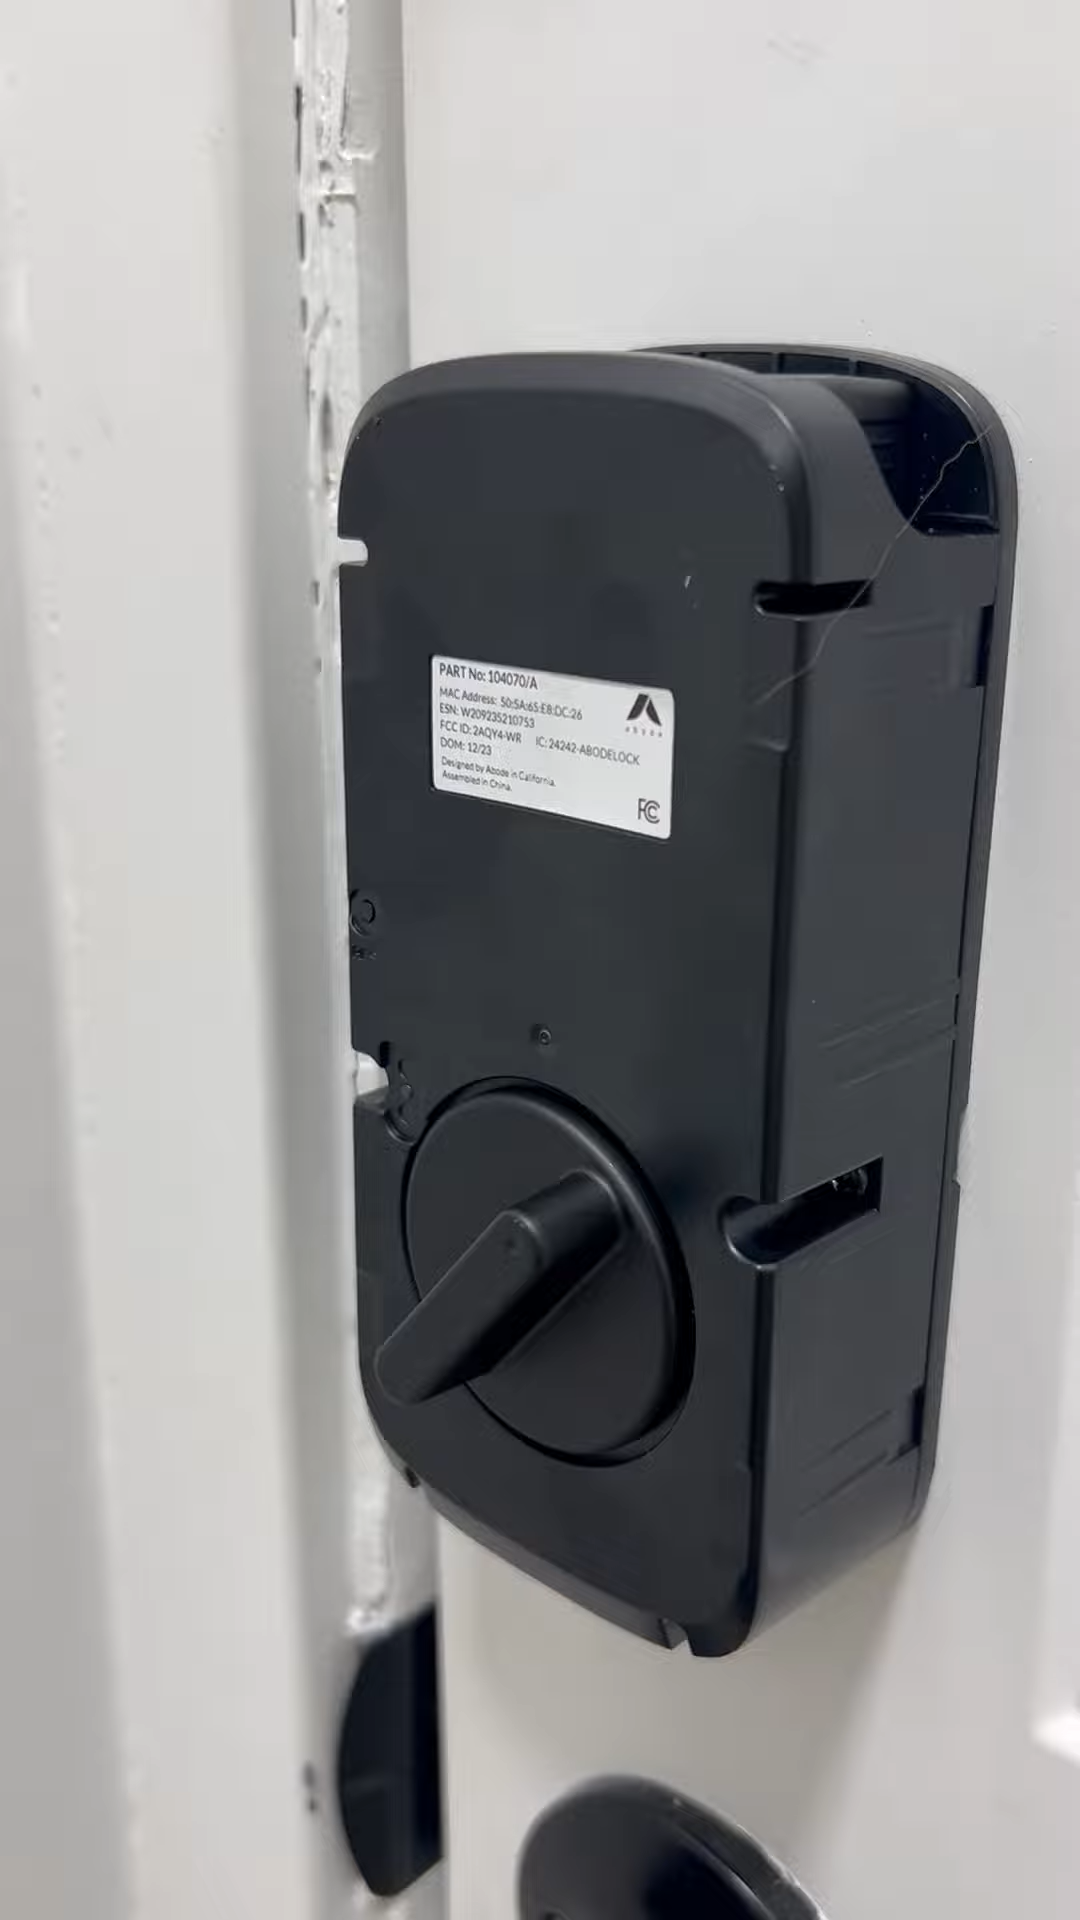 PART No: 104070/A
MAC Address: 50:5A:65:E8:DC:26
ESN: W209235210753
FCC ID: 2AQY4-WR IC: 24242-ABODELOCK
DOM: 12/23
Designed by Abode in California.
Assembled in China.
abode
FC